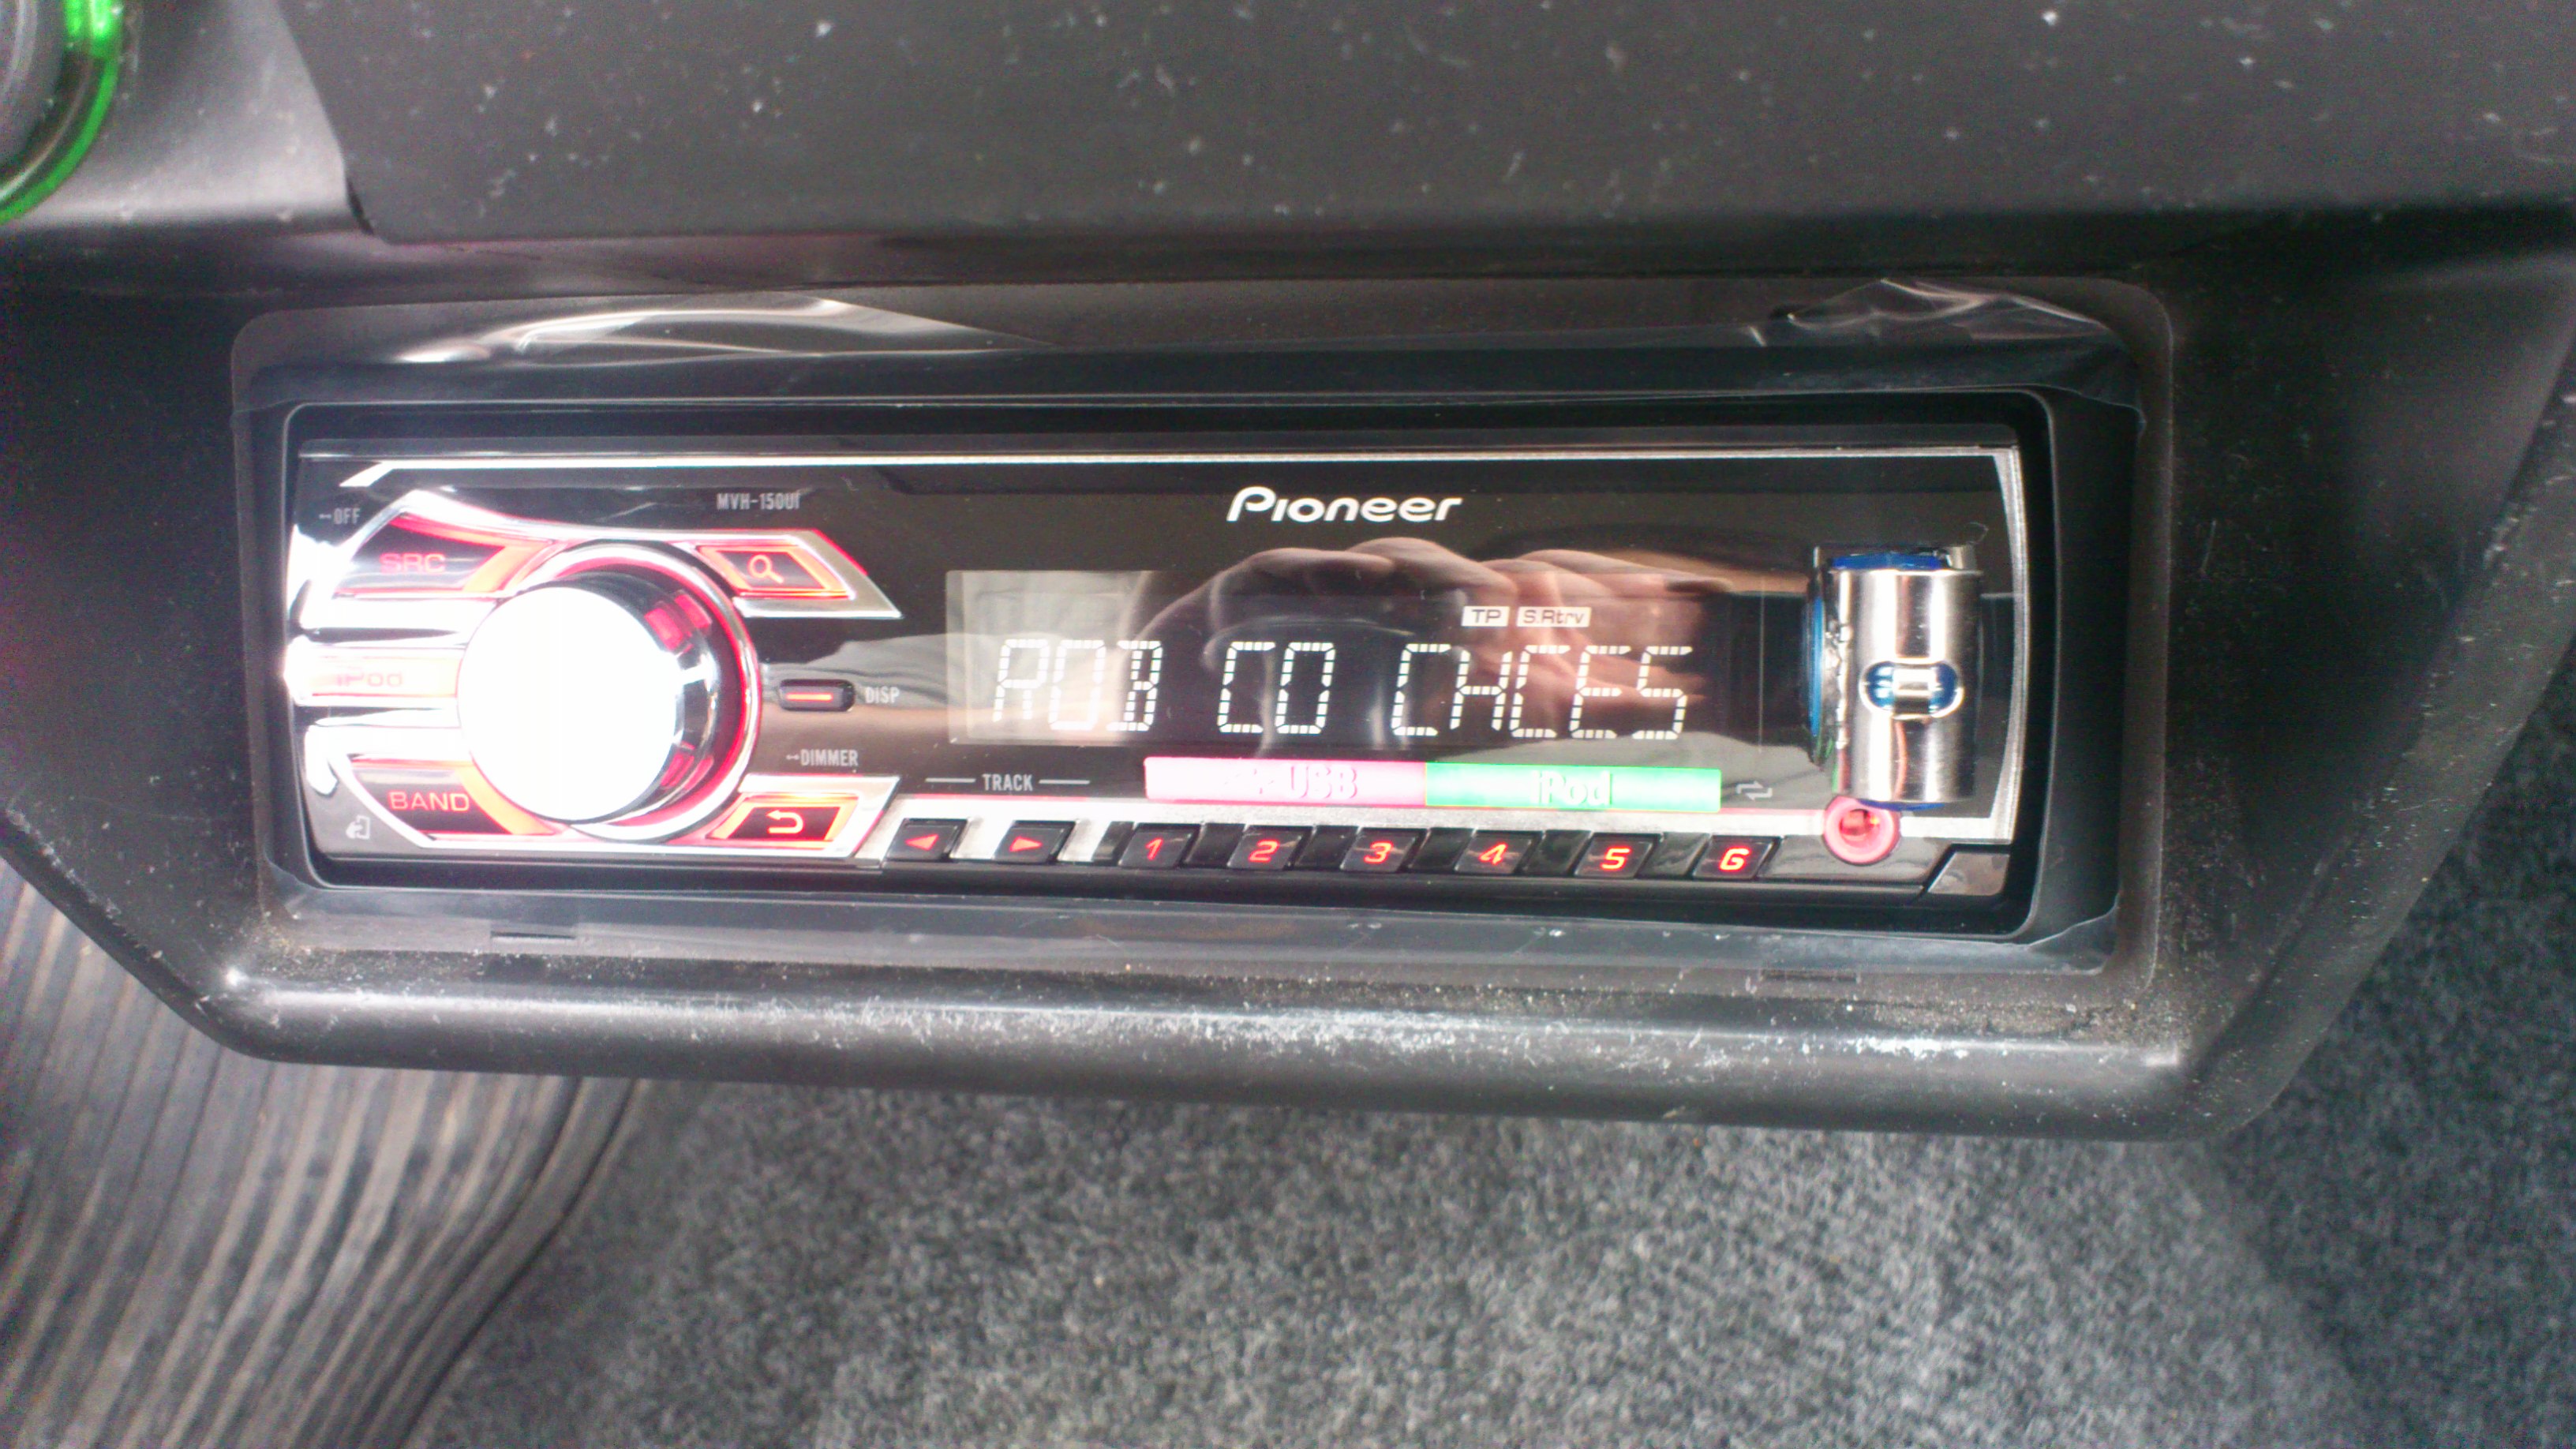 MVH-150UI
Pioneer
OFF
SRC
TP S.Rtrv
iPod
DISP
ROB CO CHCES
DIMMER
TRACK
USB iPod
BAND
1 2 3 4 5 6